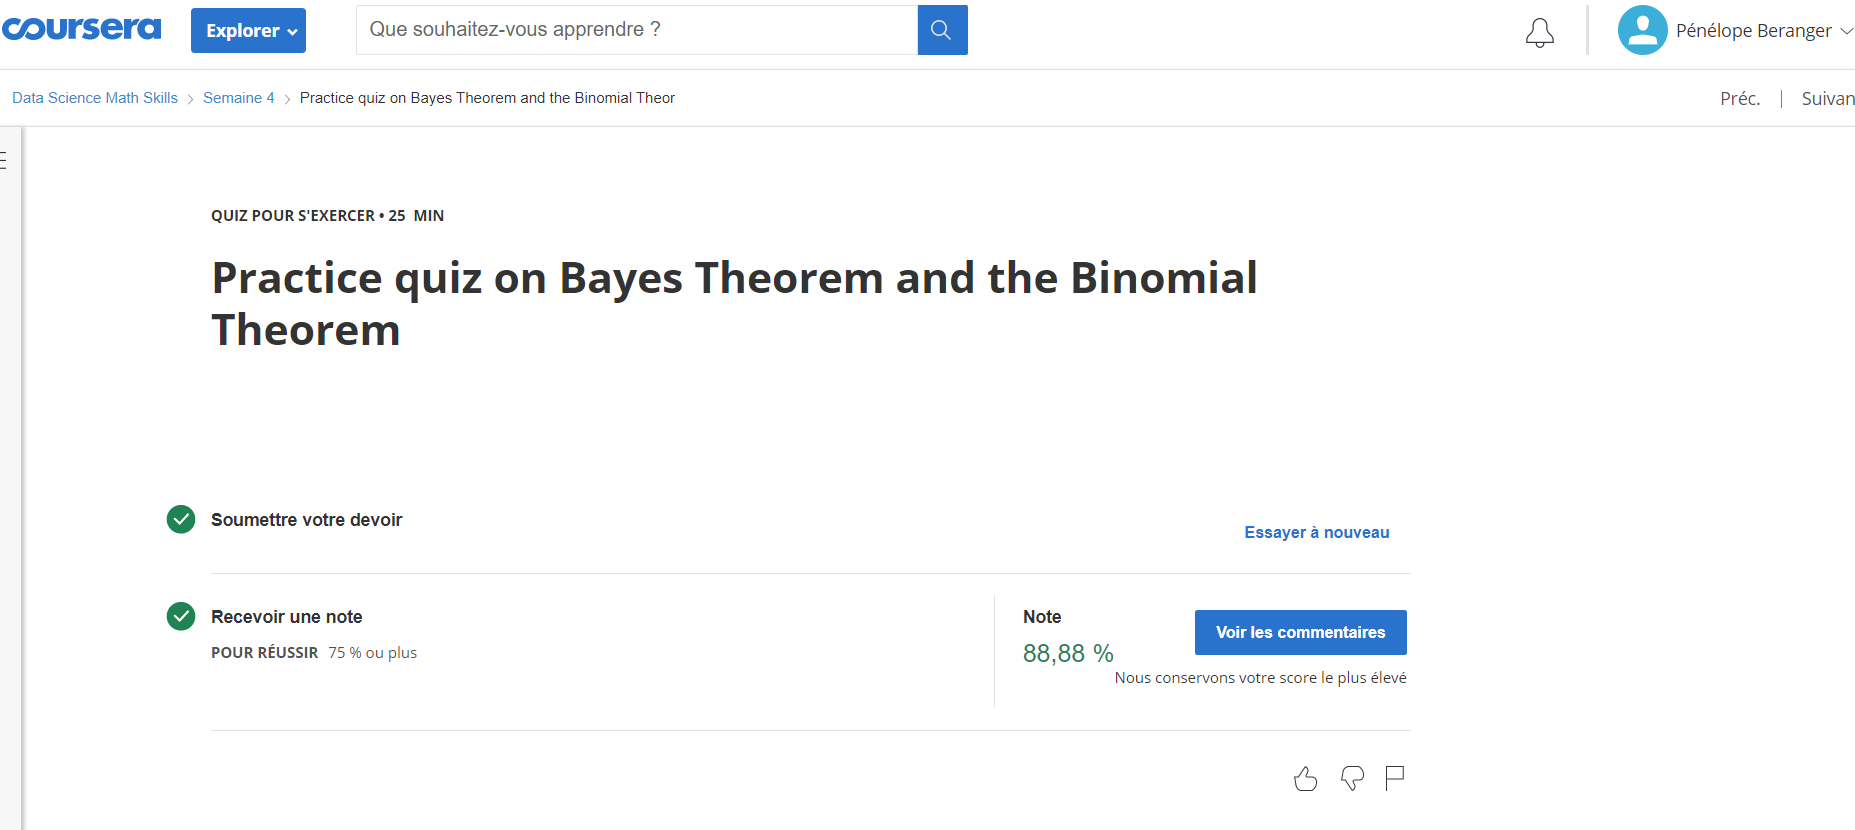 coursera
Explorer
Que souhaitez-vous apprendre ?
Pénélope Beranger
Data Science Math Skills
Semaine 4
Practice quiz on Bayes Theorem and the Binomial Theor
Préc.
Suivan
QUIZ POUR S'EXERCER • 25 MIN
Practice quiz on Bayes Theorem and the Binomial
Theorem
Soumettre votre devoir
Essayer à nouveau
Recevoir une note
POUR RÉUSSIR 75 % ou plus
Note
88,88 %
Voir les commentaires
Nous conservons votre score le plus élevé